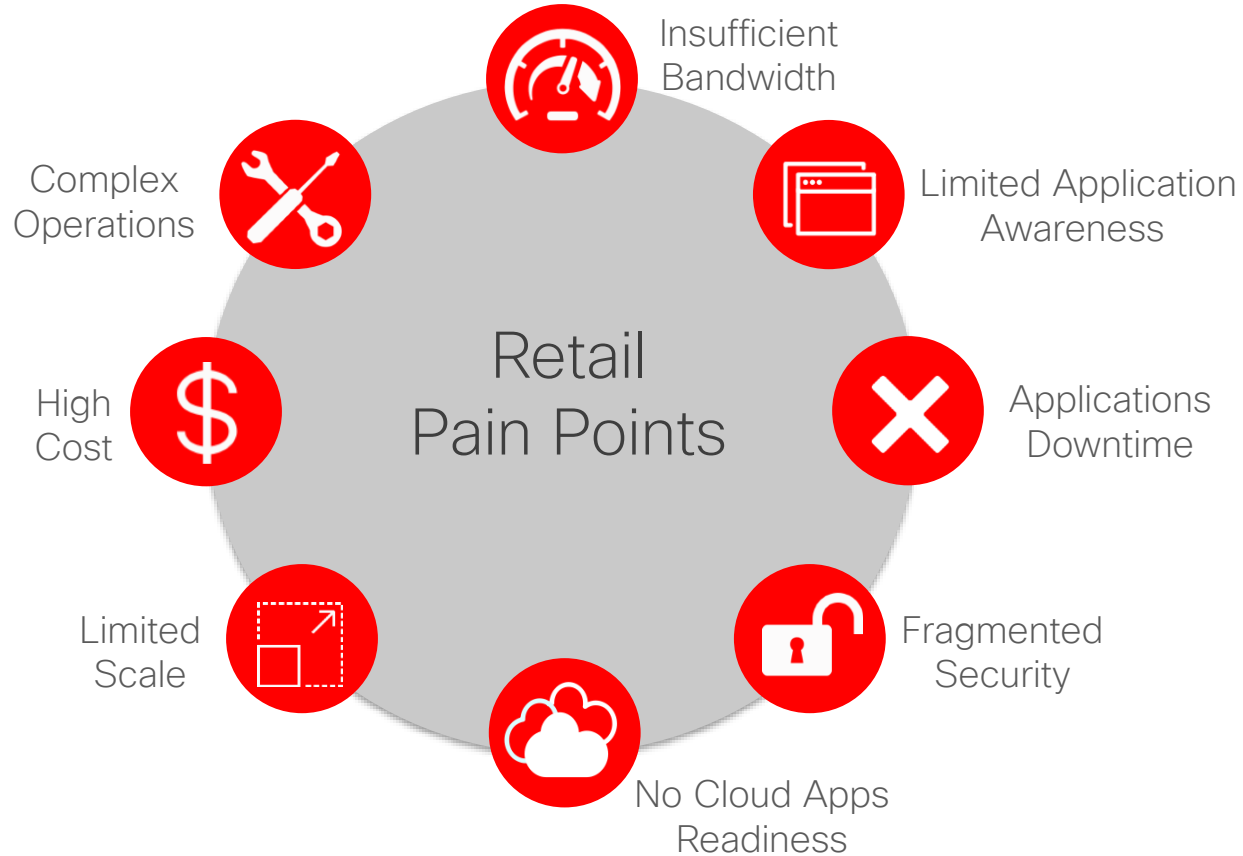 Insufficient
Bandwidth
Complex
Operations
Limited Application
Awareness
Retail
Pain Points
High
Cost
$
Applications
Downtime
Limited
Scale
Fragmented
Security
No Cloud Apps
Readiness